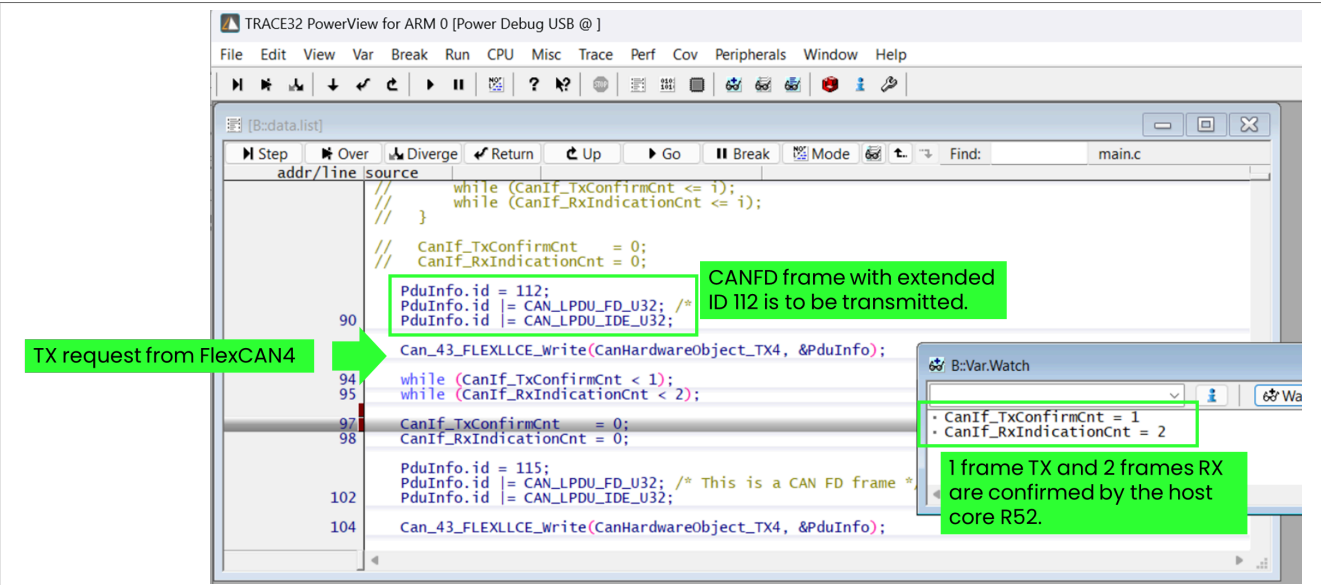 TRACE32 PowerView for ARM 0 [Power Debug USB @ ]
File Edit View Var Break Run CPU Misc Trace Perf Cov Peripherals Window Help
[B::data.list]
Step Over Diverge Return Up Go Break Mode Find: main.c
addr/line source
// while (CanIf_TxConfirmCnt <= i);
// while (CanIf_RxIndicationCnt <= i);
// }
// CanIf_TxConfirmCnt = 0;
// CanIf_RxIndicationCnt = 0;
PduInfo.id = 112;
PduInfo.id |= CAN_LPDU_FD_U32; /*
90 PduInfo.id |= CAN_LPDU_IDE_U32;
CANFD frame with extended
ID 112 is to be transmitted.
TX request from FlexCAN4
Can_43_FLEXLLCE_Write(CanHardwareObject_TX4, &PduInfo);
94 while (CanIf_TxConfirmCnt < 1);
95 while (CanIf_RxIndicationCnt < 2);
97 CanIf_TxConfirmCnt = 0;
98 CanIf_RxIndicationCnt = 0;
PduInfo.id = 115;
PduInfo.id |= CAN_LPDU_FD_U32; /* This is a CAN FD frame *
102 PduInfo.id |= CAN_LPDU_IDE_U32;
104 Can_43_FLEXLLCE_Write(CanHardwareObject_TX4, &PduInfo);
B::Var.Watch
Wa
CanIf_TxConfirmCnt = 1
CanIf_RxIndicationCnt = 2
1 frame TX and 2 frames RX
are confirmed by the host
core R52.